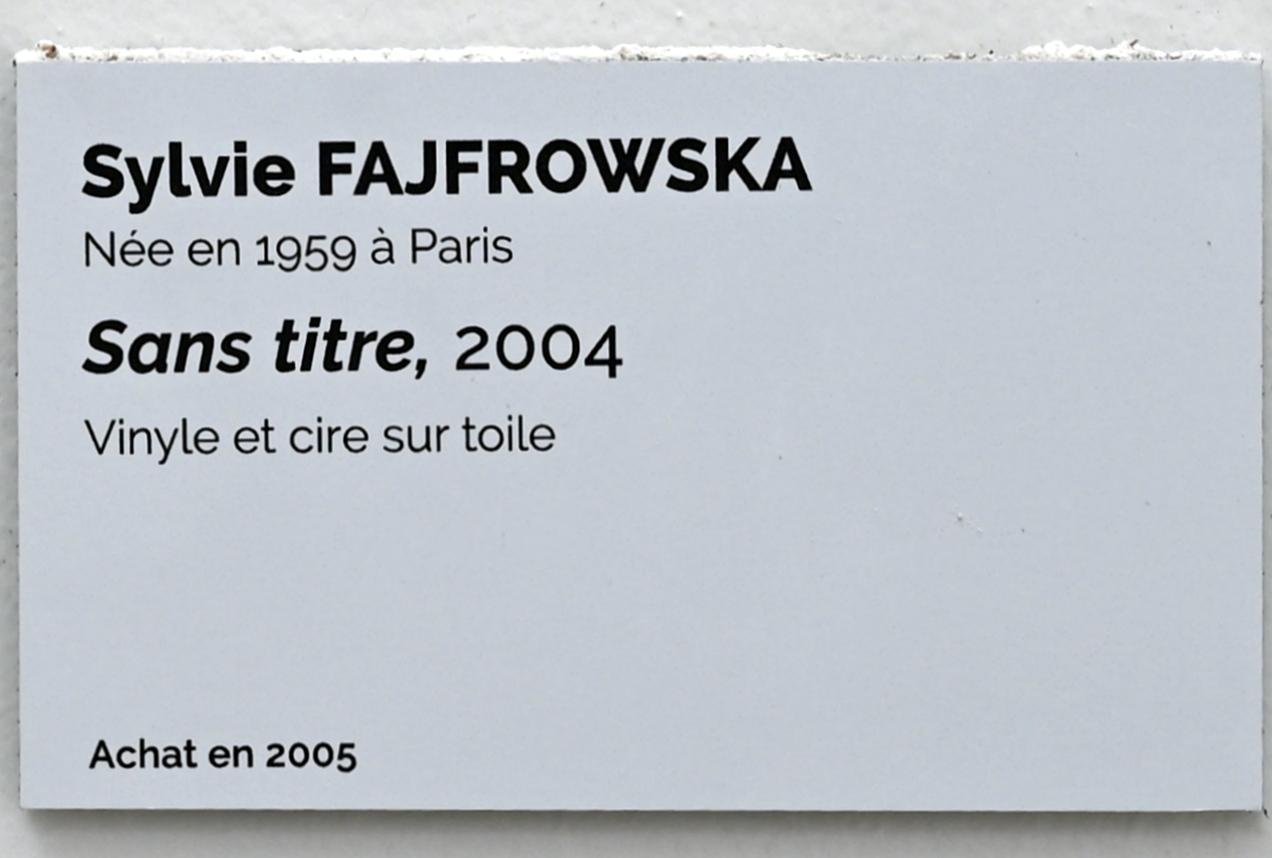 Sylvie FAJFROWSKA
Née en 1959 à Paris
Sans titre, 2004
Vinyle et cire sur toile
Achat en 2005